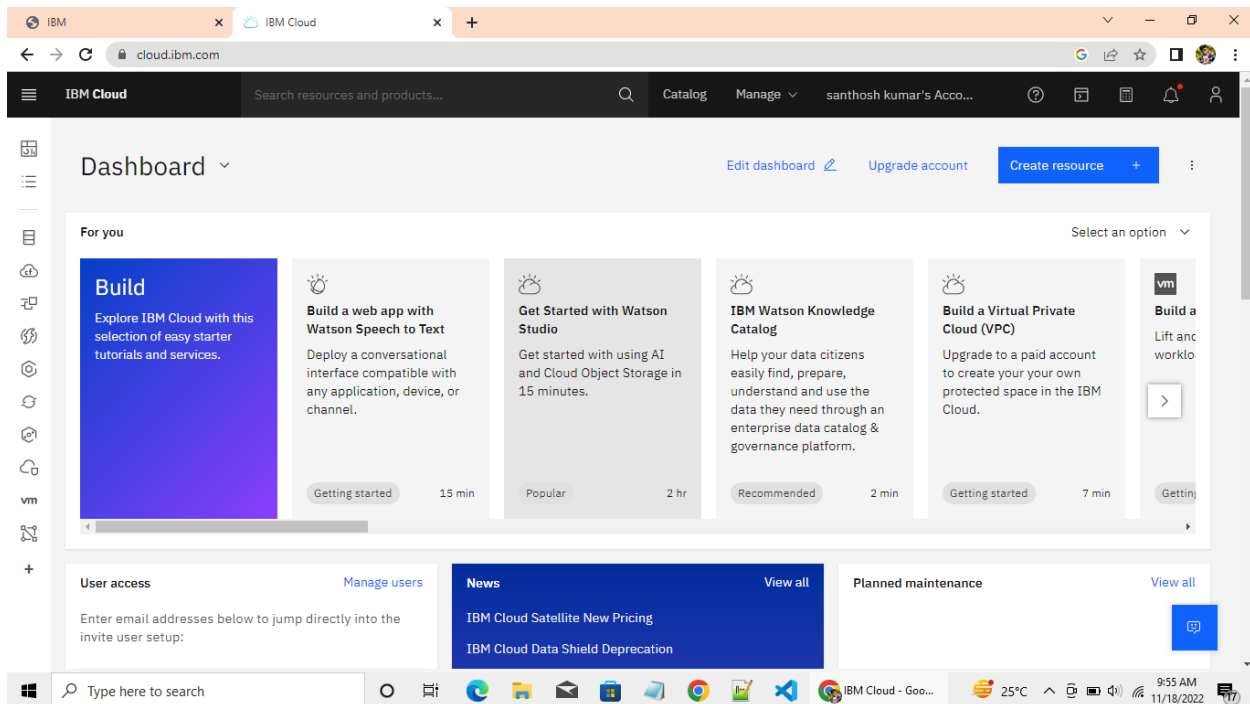 IBM
IBM Cloud
cloud.ibm.com
IBM Cloud
Search resources and products...
Catalog
Manage
santhosh kumar's Acco...
Dashboard
Edit dashboard
Upgrade account
Create resource +
For you
Select an option
Build
Explore IBM Cloud with this
selection of easy starter
tutorials and services.
Build a web app with
Watson Speech to Text
Deploy a conversational
interface compatible with
any application, device, or
channel.
Getting started
15 min
Get Started with Watson
Studio
Get started with using AI
and Cloud Object Storage in
15 minutes.
Popular
2 hr
IBM Watson Knowledge
Catalog
Help your data citizens
easily find, prepare,
understand and use the
data they need through an
enterprise data catalog &
governance platform.
Recommended
2 min
Build a Virtual Private
Cloud (VPC)
Upgrade to a paid account
to create your your own
protected space in the IBM
Cloud.
Getting started
7 min
vm
Build a
Lift and
worklo
Getting
vm
User access
Manage users
Enter email addresses below to jump directly into the
invite user setup:
News
View all
IBM Cloud Satellite New Pricing
IBM Cloud Data Shield Deprecation
Planned maintenance
View all
Type here to search
IBM Cloud - Goo...
25°C
9:55 AM
11/18/2022
17